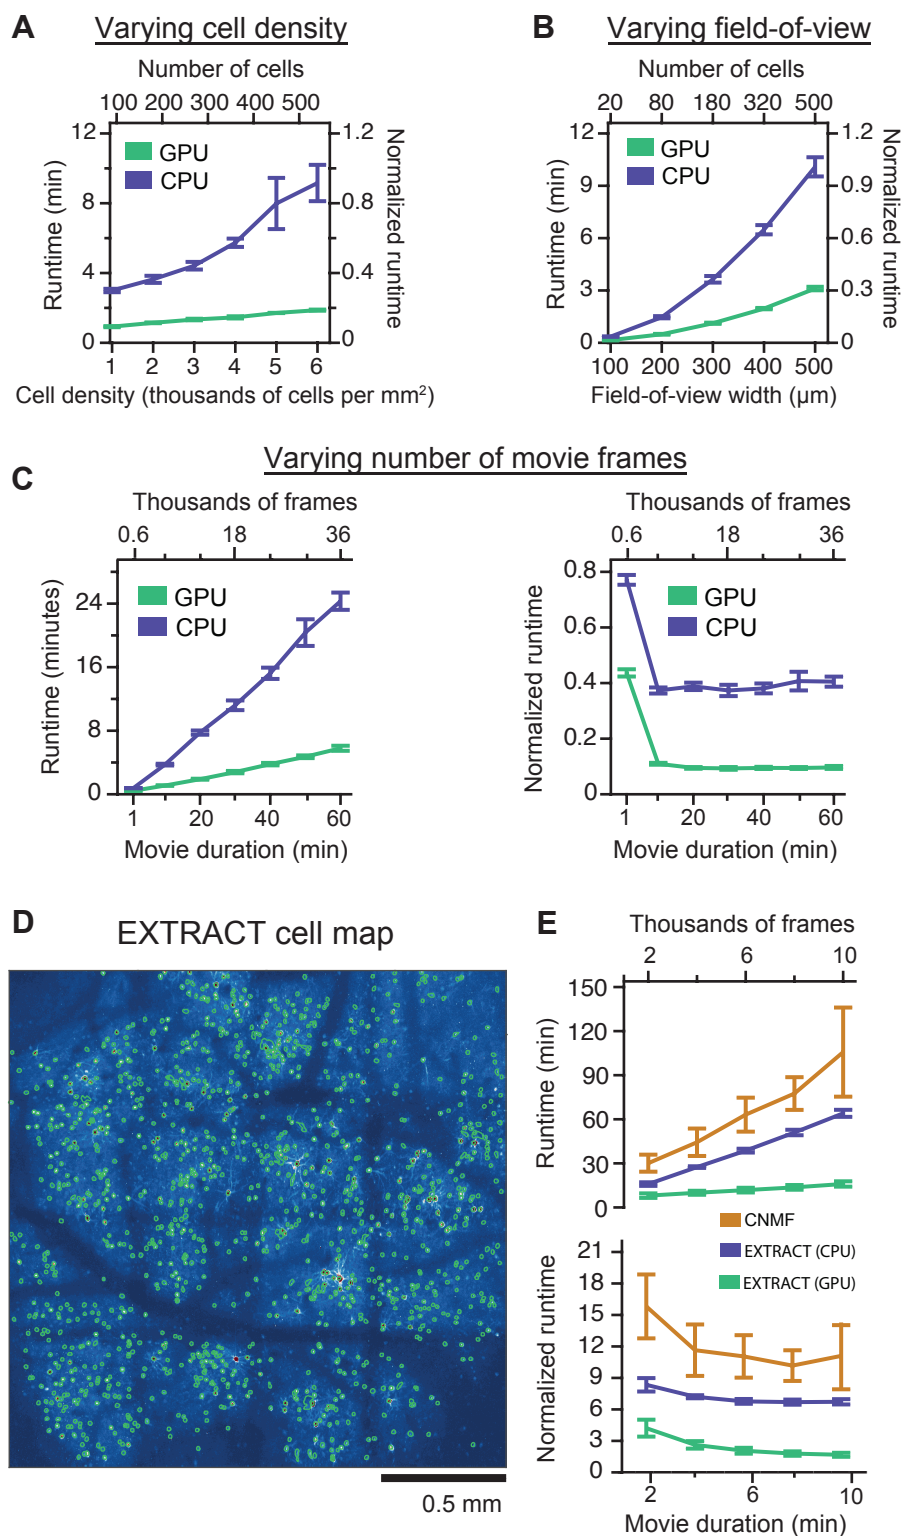 A
Varying cell density
Number of cells
100 200 300 400 500
12
8
4
0
Runtime (min)
GPU
CPU
1.2
0.8
0.4
0
Normalized runtime
1 2 3 4 5 6
Cell density (thousands of cells per mm²)
B
Varying field-of-view
Number of cells
20 80 180 320 500
12
9
6
3
0
Runtime (min)
GPU
CPU
1.2
0.9
0.6
0.3
0
Normalized runtime
100 200 300 400 500
Field-of-view width (µm)
C
Varying number of movie frames
Thousands of frames
0.6 18 36
24
16
8
0
Runtime (minutes)
GPU
CPU
1 20 40 60
Movie duration (min)
Thousands of frames
0.6 18 36
0.8
0.6
0.4
0.2
0
Normalized runtime
GPU
CPU
1 20 40 60
Movie duration (min)
D
EXTRACT cell map
0.5 mm
E
Thousands of frames
2 6 10
150
120
90
60
30
0
Runtime (min)
CNMF
EXTRACT (CPU)
EXTRACT (GPU)
21
18
15
12
9
6
3
0
Normalized runtime
2 6 10
Movie duration (min)